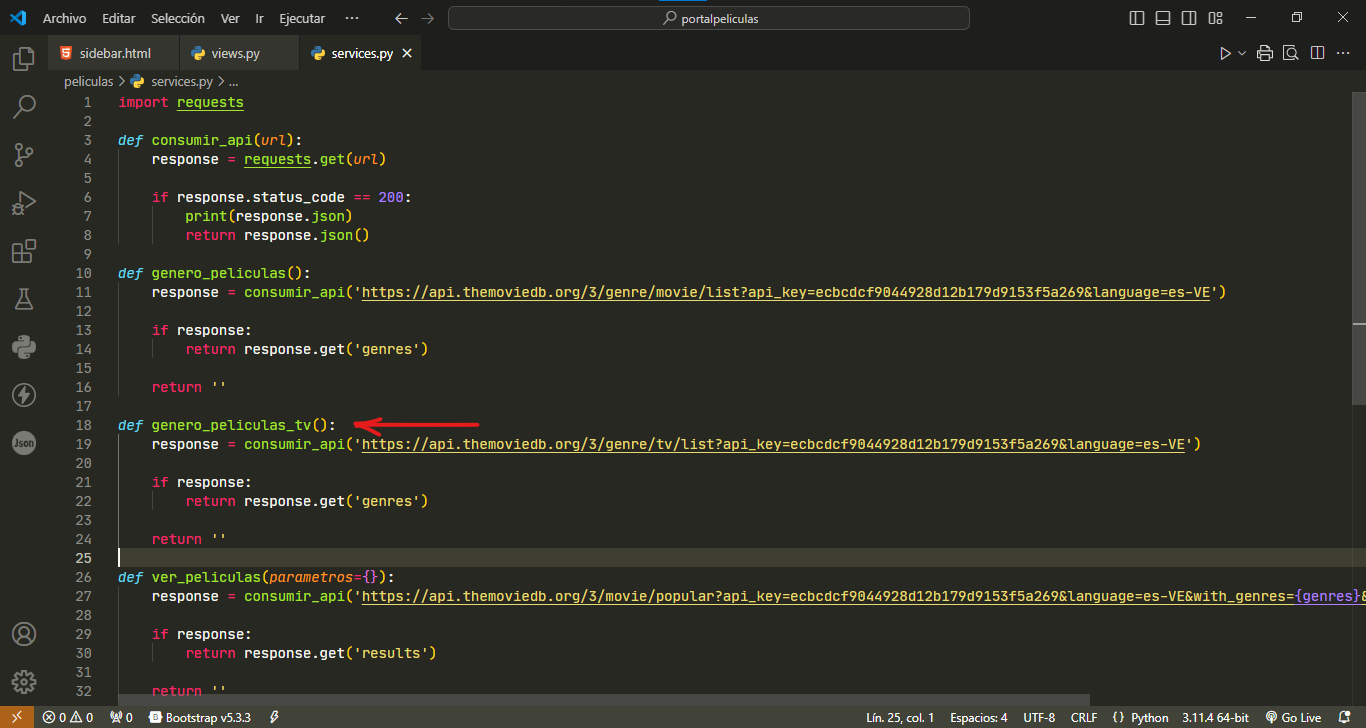 Archivo Editar Selección Ver Ir Ejecutar ··· portalpeliculas
sidebar.html views.py services.py
peliculas > services.py > ...
1 import requests
2
3 def consumir_api(url):
4 response = requests.get(url)
5
6 if response.status_code == 200:
7 print(response.json)
8 return response.json()
9
10 def genero_peliculas():
11 response = consumir_api('https://api.themoviedb.org/3/genre/movie/list?api_key=ecbcdcf9044928d12b179d9153f5a269&language=es-VE')
12
13 if response:
14 return response.get('genres')
15
16 return ''
17
18 def genero_peliculas_tv():
19 response = consumir_api('https://api.themoviedb.org/3/genre/tv/list?api_key=ecbcdcf9044928d12b179d9153f5a269&language=es-VE')
20
21 if response:
22 return response.get('genres')
23
24 return ''
25
26 def ver_peliculas(parametros={}):
27 response = consumir_api('https://api.themoviedb.org/3/movie/popular?api_key=ecbcdcf9044928d12b179d9153f5a269&language=es-VE&with_genres={genres}&
28
29 if response:
30 return response.get('results')
31
32 return ''
Json
0 0 0 Bootstrap v5.3.3 Lín. 25, col. 1 Espacios: 4 UTF-8 CRLF {} Python 3.11.4 64-bit Go Live